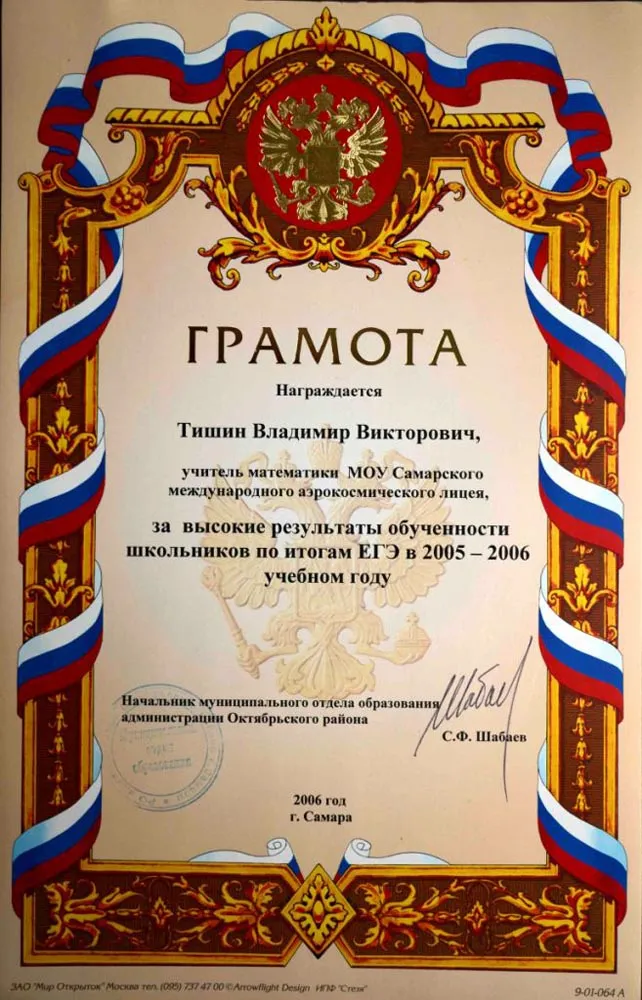 ГРАМОТА
Награждается
Тишин Владимир Викторович,
учитель математики МОУ Самарского
международного аэрокосмического лицея,
за высокие результаты обученности
школьников по итогам ЕГЭ в 2005 – 2006
учебном году
Начальник муниципального отдела образования
администрации Октябрьского района
С.Ф. Шабаев
2006 год
г. Самара
ЗАО "Мир Открыток" Москва тел. (095) 737 47 00 © Arrowflight Design ИПФ "Стезя"
9-01-064 А